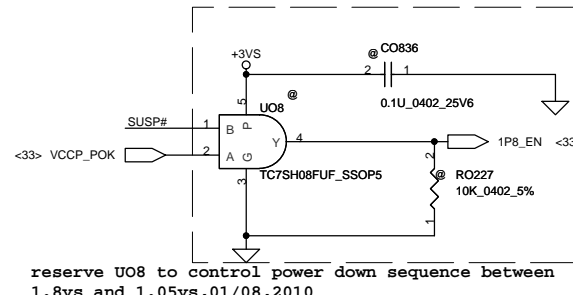 +3VS
@ CO836
2 1
0.1U_0402_25V6
@
UO8
5
P
SUSP# 1 B
Y 4
<33> VCCP_POK 2 A
G
3
TC7SH08FUF_SSOP5
1P8_EN <33
2
@ RO227
10K_0402_5%
1
reserve UO8 to control power down sequence between
1.8vs and 1.05vs.01/08.2010